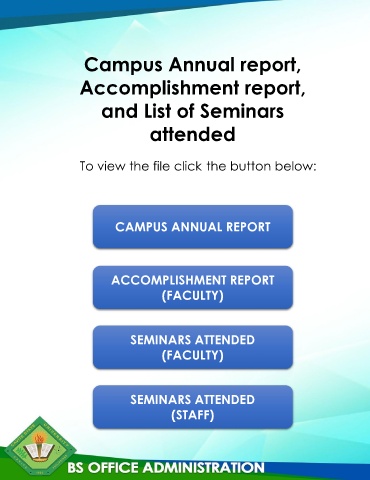 Campus Annual report,
Accomplishment report,
and List of Seminars
attended
To view the file click the button below:
CAMPUS ANNUAL REPORT
ACCOMPLISHMENT REPORT
(FACULTY)
SEMINARS ATTENDED
(FACULTY)
SEMINARS ATTENDED
(STAFF)
BS OFFICE ADMINISTRATION